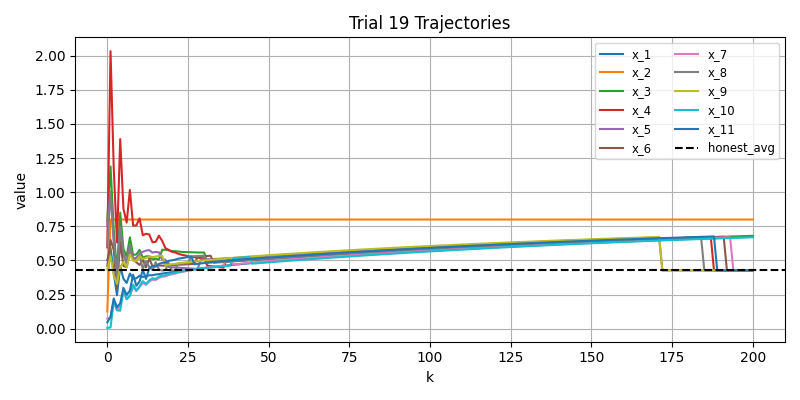 Trial 19 Trajectories
value
2.00
1.75
1.50
1.25
1.00
0.75
0.50
0.25
0.00
x_1
x_2
x_3
x_4
x_5
x_6
x_7
x_8
x_9
x_10
x_11
honest_avg
0 25 50 75 100 125 150 175 200
k